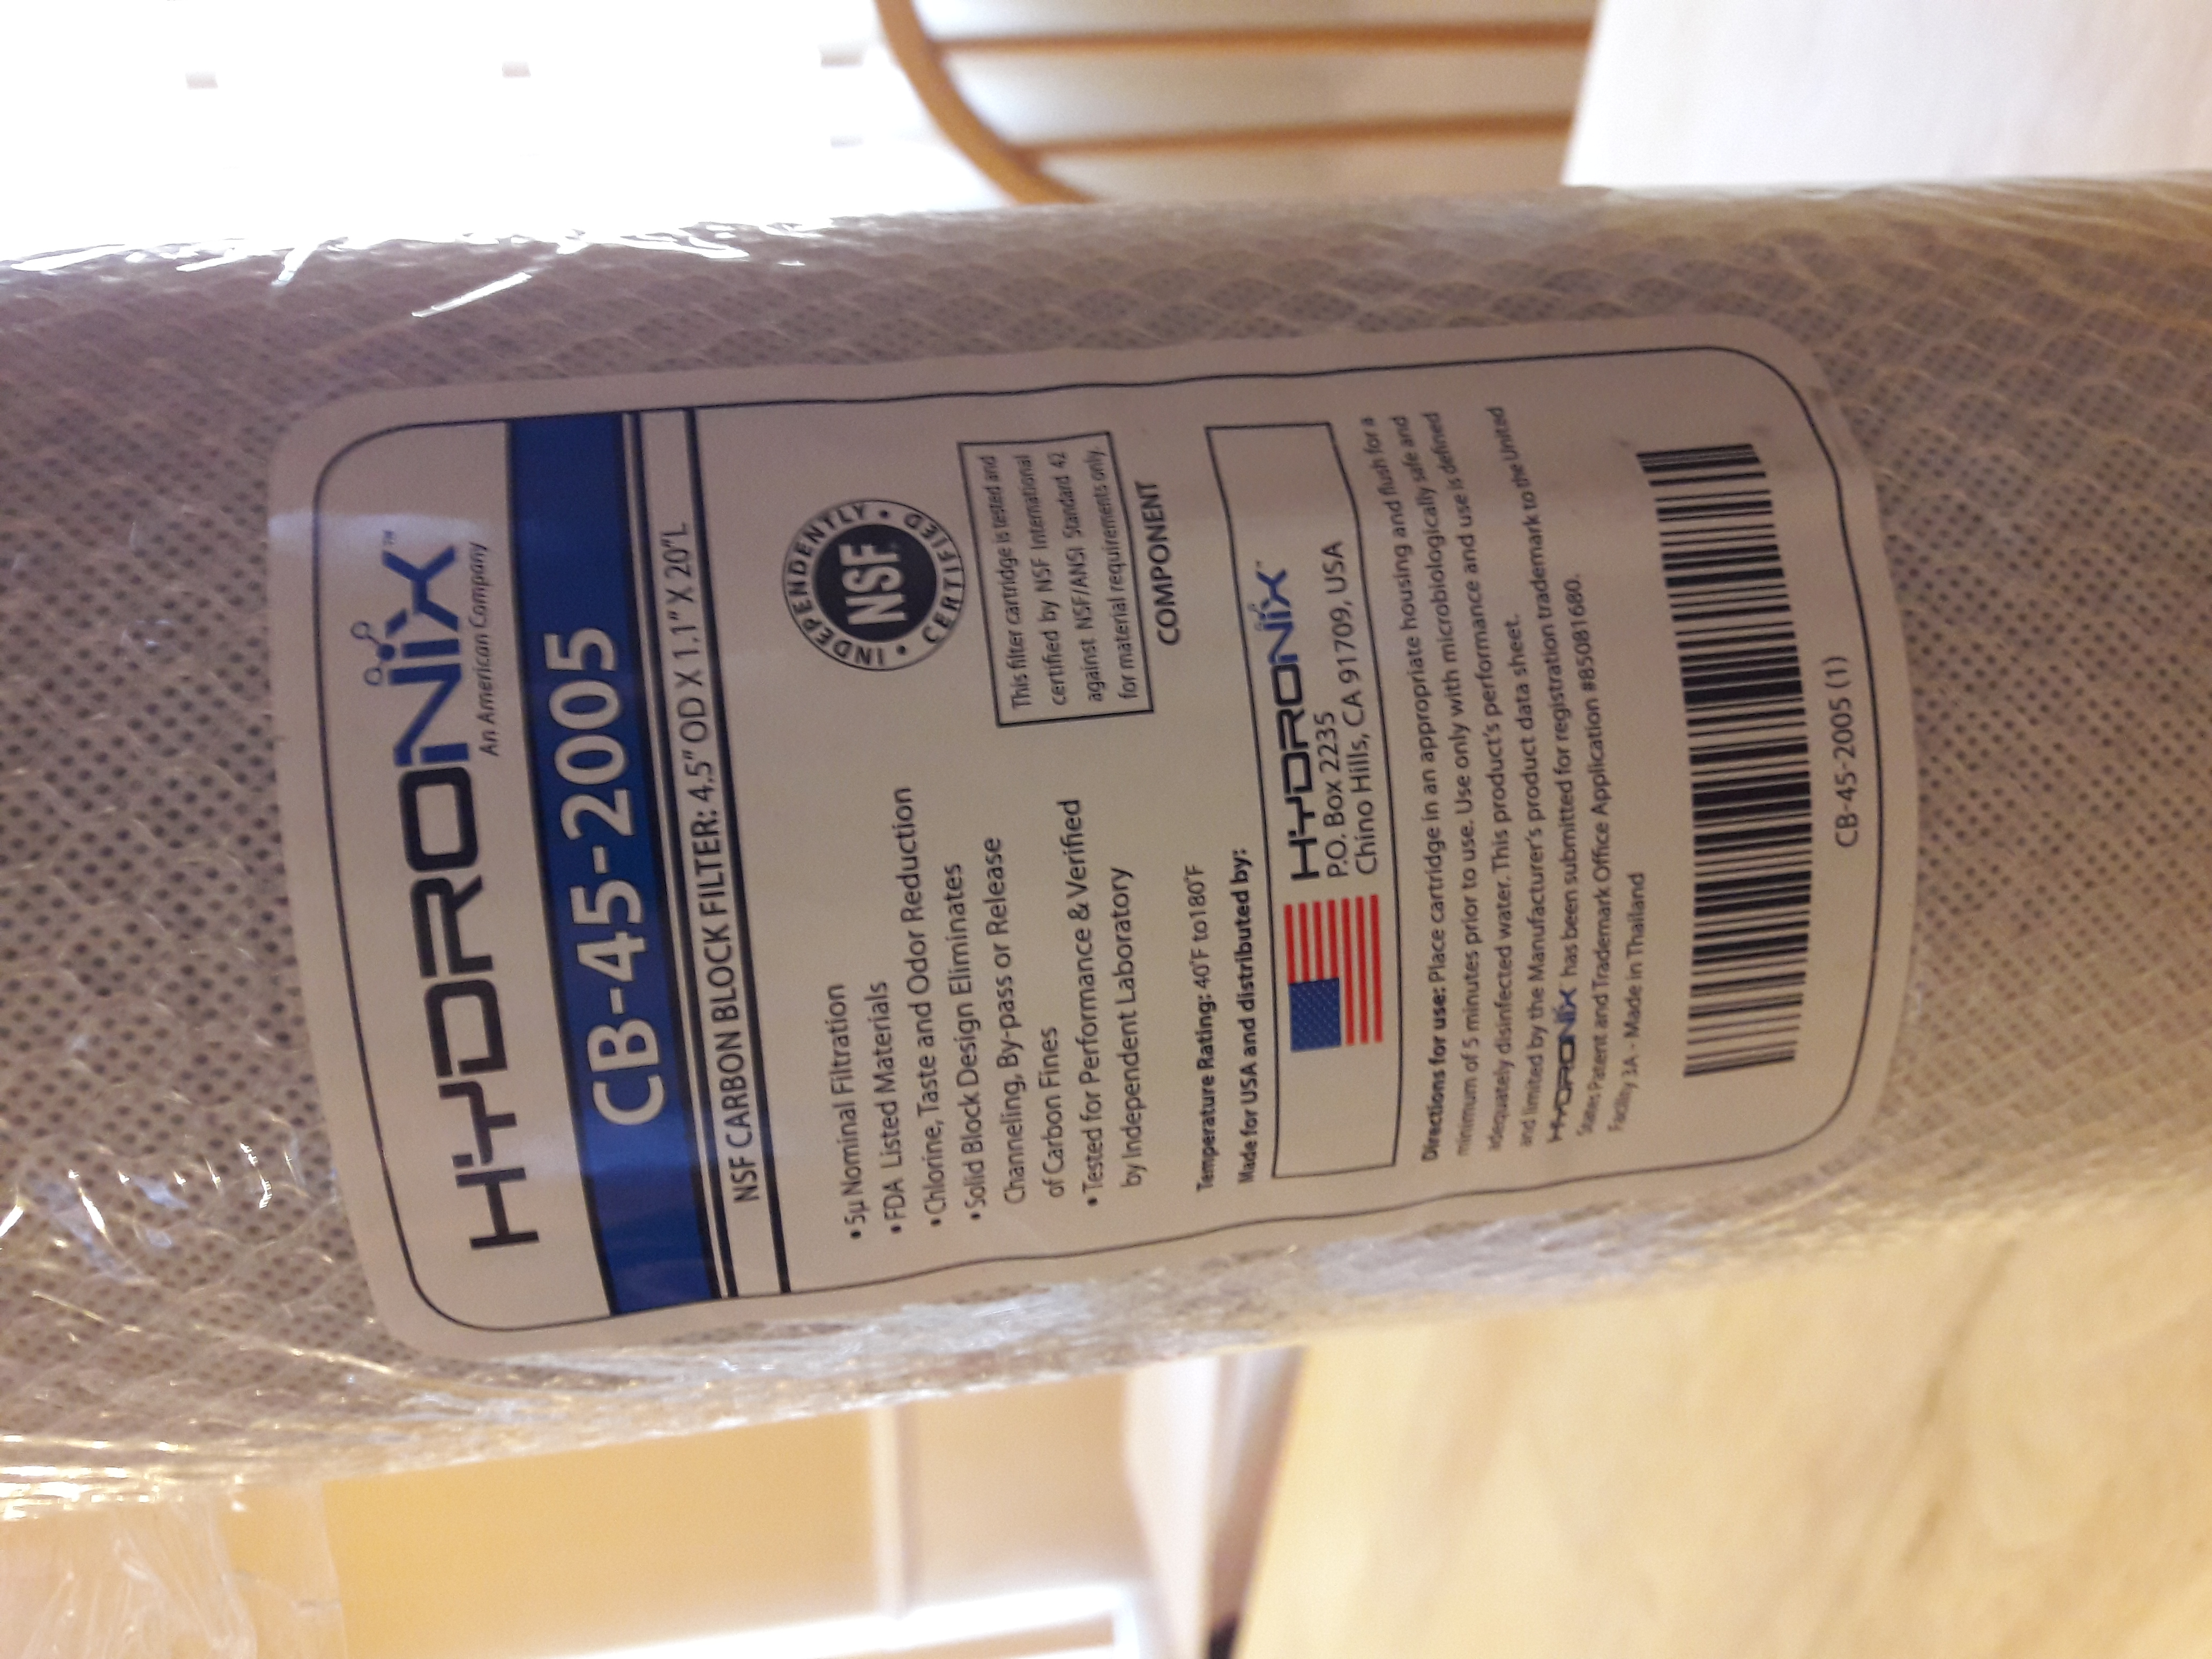 HYDRONIX™
An American Company
CB-45-2005
NSF CARBON BLOCK FILTER: 4.5" OD X 1.1" X 20"L
• 5µ Nominal Filtration
• FDA Listed Materials
• Chlorine, Taste and Odor Reduction
• Solid Block Design Eliminates
Channeling, By-pass or Release
of Carbon Fines
• Tested for Performance & Verified
by Independent Laboratory
INDEPENDENTLY
NSF
CERTIFIED
This filter cartridge is tested and
certified by NSF International
against NSF/ANSI Standard 42
for material requirements only.
COMPONENT
Temperature Rating: 40°F to180°F
Made for USA and distributed by:
HYDRONIX™
P.O. Box 2235
Chino Hills, CA 91709, USA
Directions for use: Place cartridge in an appropriate housing and flush for a
minimum of 5 minutes prior to use. Use only with microbiologically safe and
adequately disinfected water. This product's performance and use is defined
and limited by the Manufacturer's product data sheet.
HYDRONIX™ has been submitted for registration trademark to the United
States Patent and Trademark Office Application #85081680.
Facility 3A - Made in Thailand
CB-45-2005 (1)